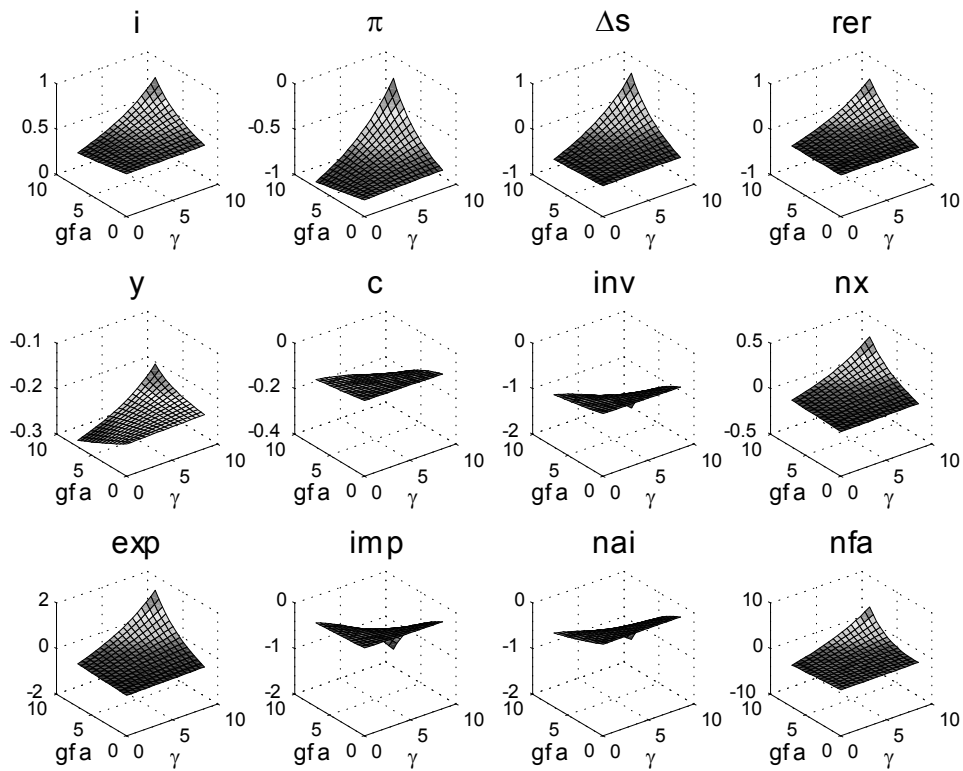 i π Δs rer
1 0 1 1
0.5 -0.5 0 0
0 -1 -1 -1
10 10 10 10
5 10 5 10 5 10 5 10
5 5 5 5
gfa 0 0 γ gfa 0 0 γ gfa 0 0 γ gfa 0 0 γ
y c inv nx
-0.1 0 0 0.5
-0.2 -0.2 -1 0
-0.3 -0.4 -2 -0.5
10 10 10 10
5 10 5 10 5 10 5 10
5 5 5 5
gfa 0 0 γ gfa 0 0 γ gfa 0 0 γ gfa 0 0 γ
exp imp nai nfa
2 0 0 10
0 -1 -1 0
-2 -2 -2 -10
10 10 10 10
5 10 5 10 5 10 5 10
5 5 5 5
gfa 0 0 γ gfa 0 0 γ gfa 0 0 γ gfa 0 0 γ